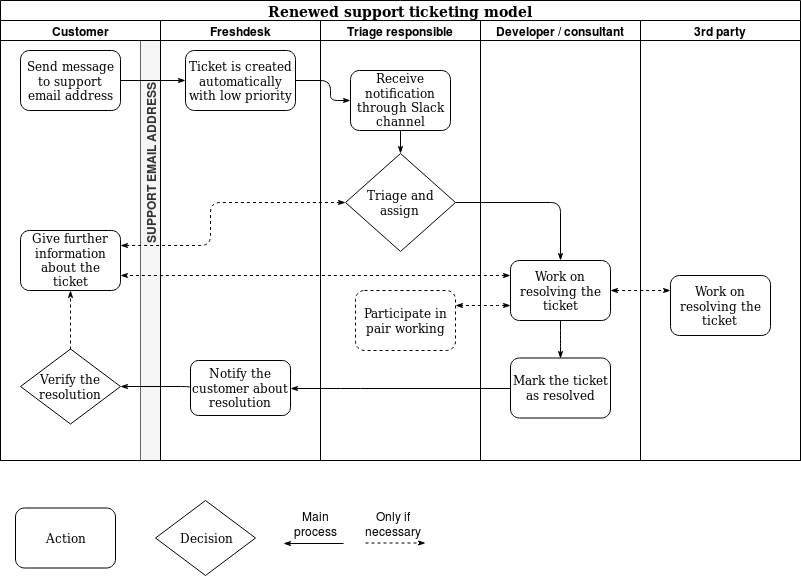 Renewed support ticketing model
Customer
Freshdesk
Triage responsible
Developer / consultant
3rd party
SUPPORT EMAIL ADDRESS
Send message
to support
email address
Ticket is created
automatically
with low priority
Receive
notification
through Slack
channel
Triage and
assign
Give further
information
about the
ticket
Work on
resolving the
ticket
Work on
resolving the
ticket
Participate in
pair working
Verify the
resolution
Notify the
customer about
resolution
Mark the ticket
as resolved
Action
Decision
Main
process
Only if
necessary